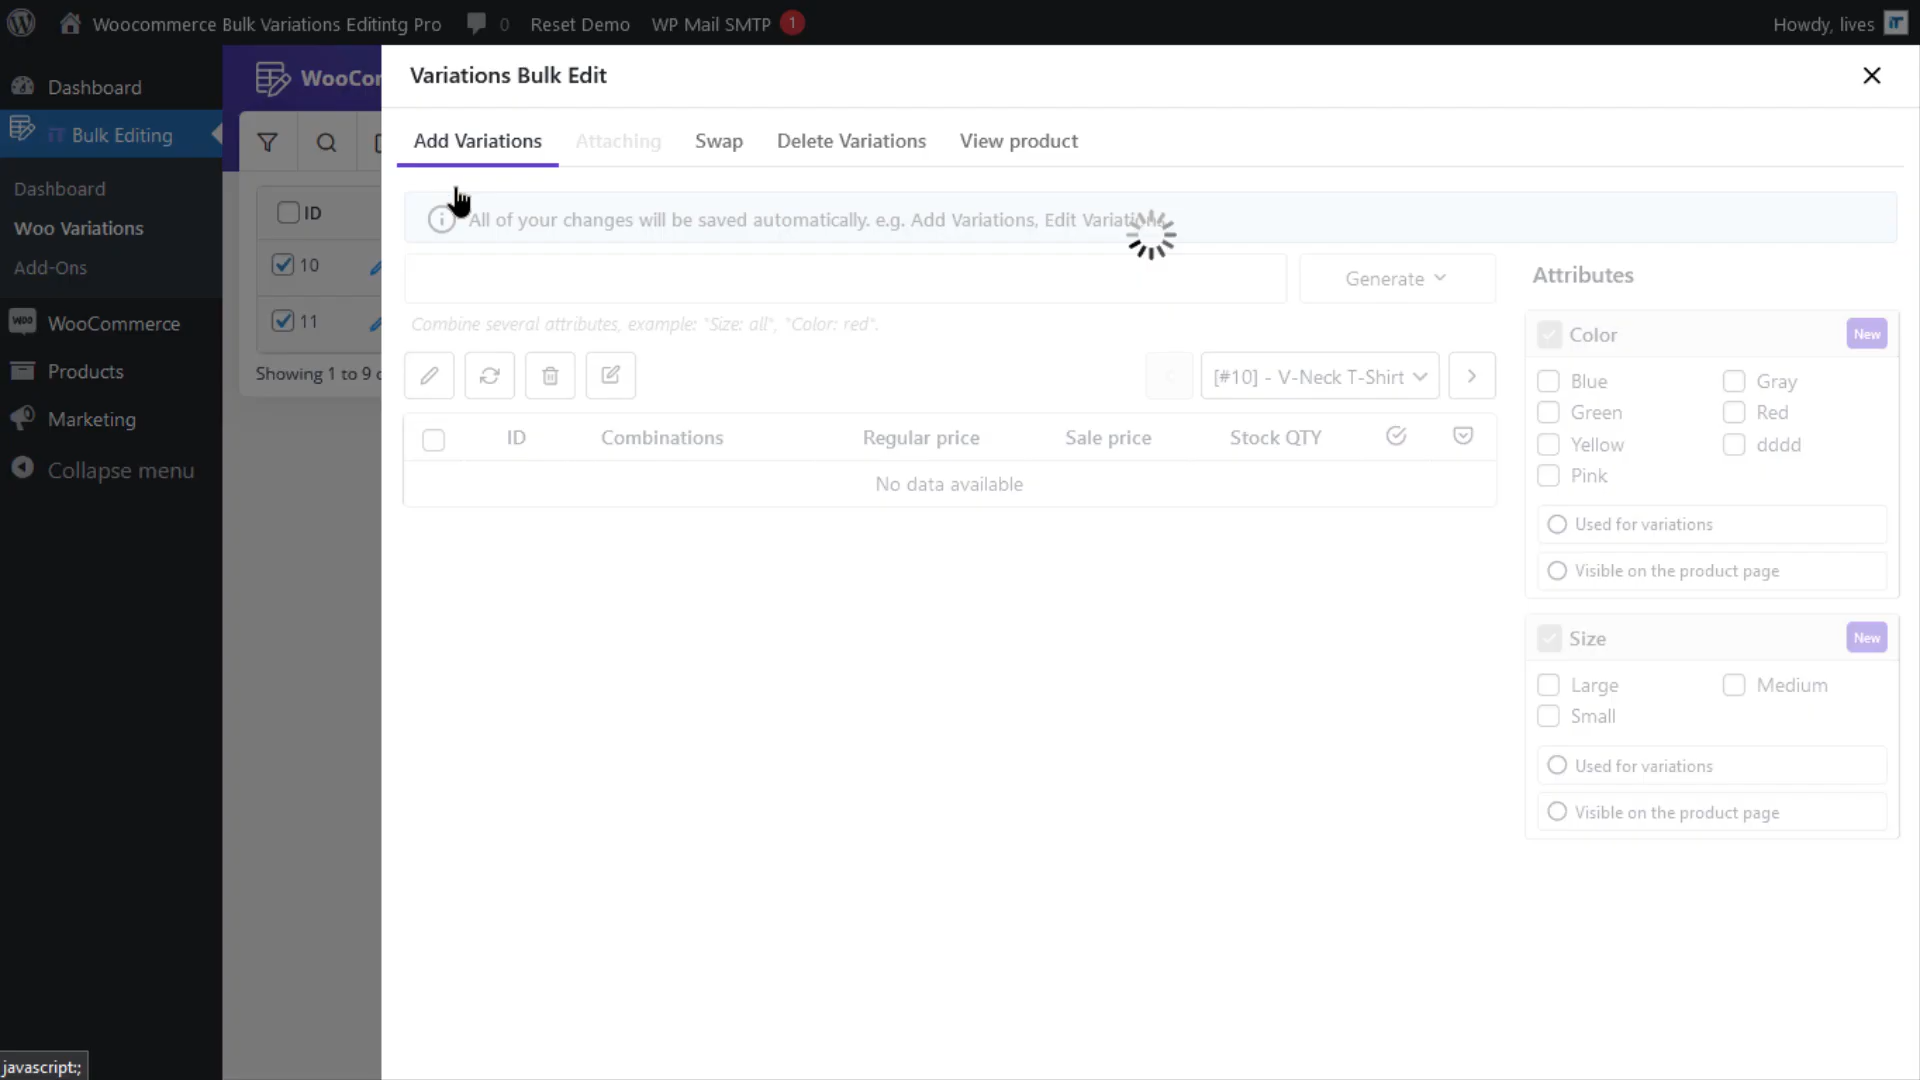 Woocommerce Bulk Variations Editintg Pro 0 Reset Demo WP Mail SMTP 1 Howdy, lives iT
Dashboard
iT Bulk Editing
Dashboard
Woo Variations
Add-Ons
WOO WooCommerce
Products
Marketing
Collapse menu
WooCor
ID
10
11
Showing 1 to 9 o
Variations Bulk Edit
Add Variations Attaching Swap Delete Variations View product
All of your changes will be saved automatically. e.g. Add Variations, Edit Variations
Generate
Combine several attributes, example: "Size: all", "Color: red".
[#10] - V-Neck T-Shirt
ID Combinations Regular price Sale price Stock QTY
No data available
Attributes
Color New
Blue Gray
Green Red
Yellow dddd
Pink
Used for variations
Visible on the product page
Size New
Large Medium
Small
Used for variations
Visible on the product page
javascript:;